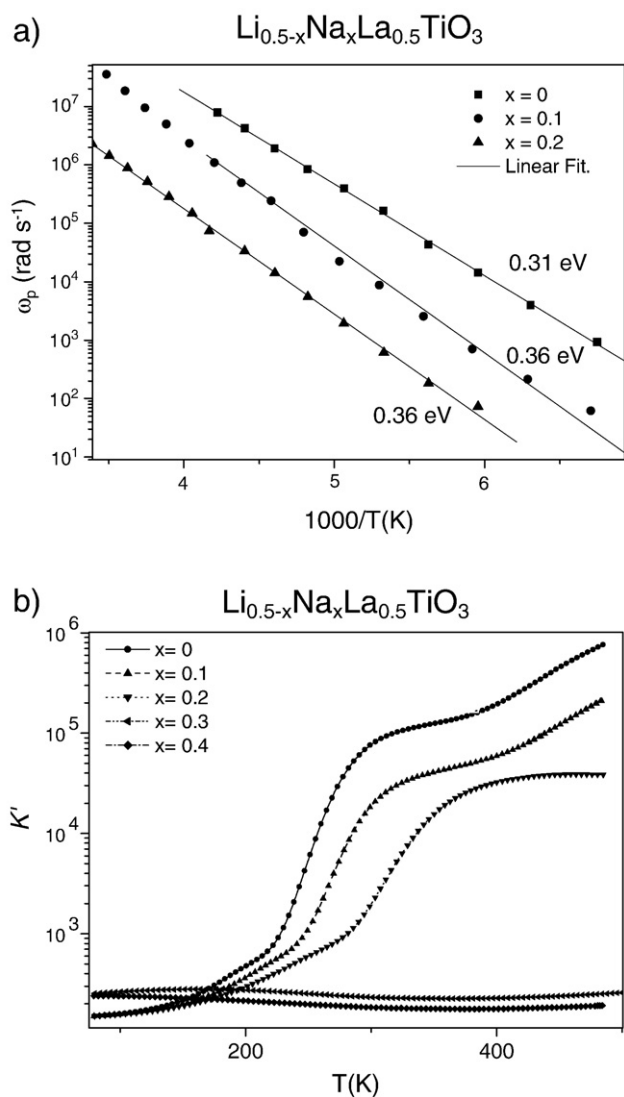 a) Li0.5-xNaxLa0.5TiO3
10^7
10^6
10^5
10^4
10^3
10^2
10^1
ωp (rad s^-1)
x = 0
x = 0.1
x = 0.2
Linear Fit.
0.31 eV
0.36 eV
0.36 eV
4 5 6
1000/T(K)
b) Li0.5-xNaxLa0.5TiO3
10^6
10^5
10^4
10^3
K'
x= 0
x= 0.1
x= 0.2
x= 0.3
x= 0.4
200 400
T(K)